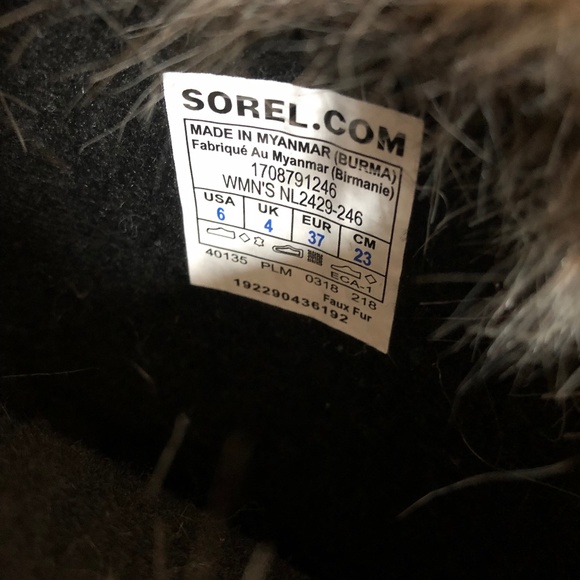 SOREL.COM
MADE IN MYANMAR (BURMA)
Fabriqué Au Myanmar (Birmanie)
1708791246
WMN'S NL2429-246
USA UK EUR CM
6 4 37 23
ECA-1
40135 PLM 0318 218
Faux Fur
192290436192